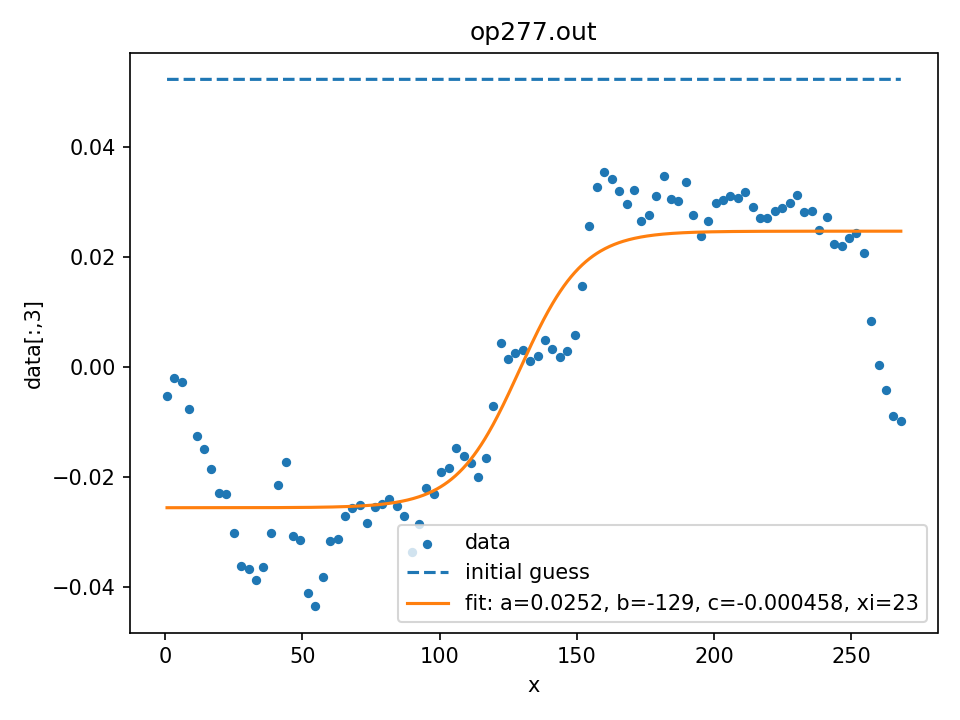 op277.out
0.04
0.02
0.00
−0.02
−0.04
data[:,3]
data
initial guess
fit: a=0.0252, b=-129, c=-0.000458, xi=23
0 50 100 150 200 250
x